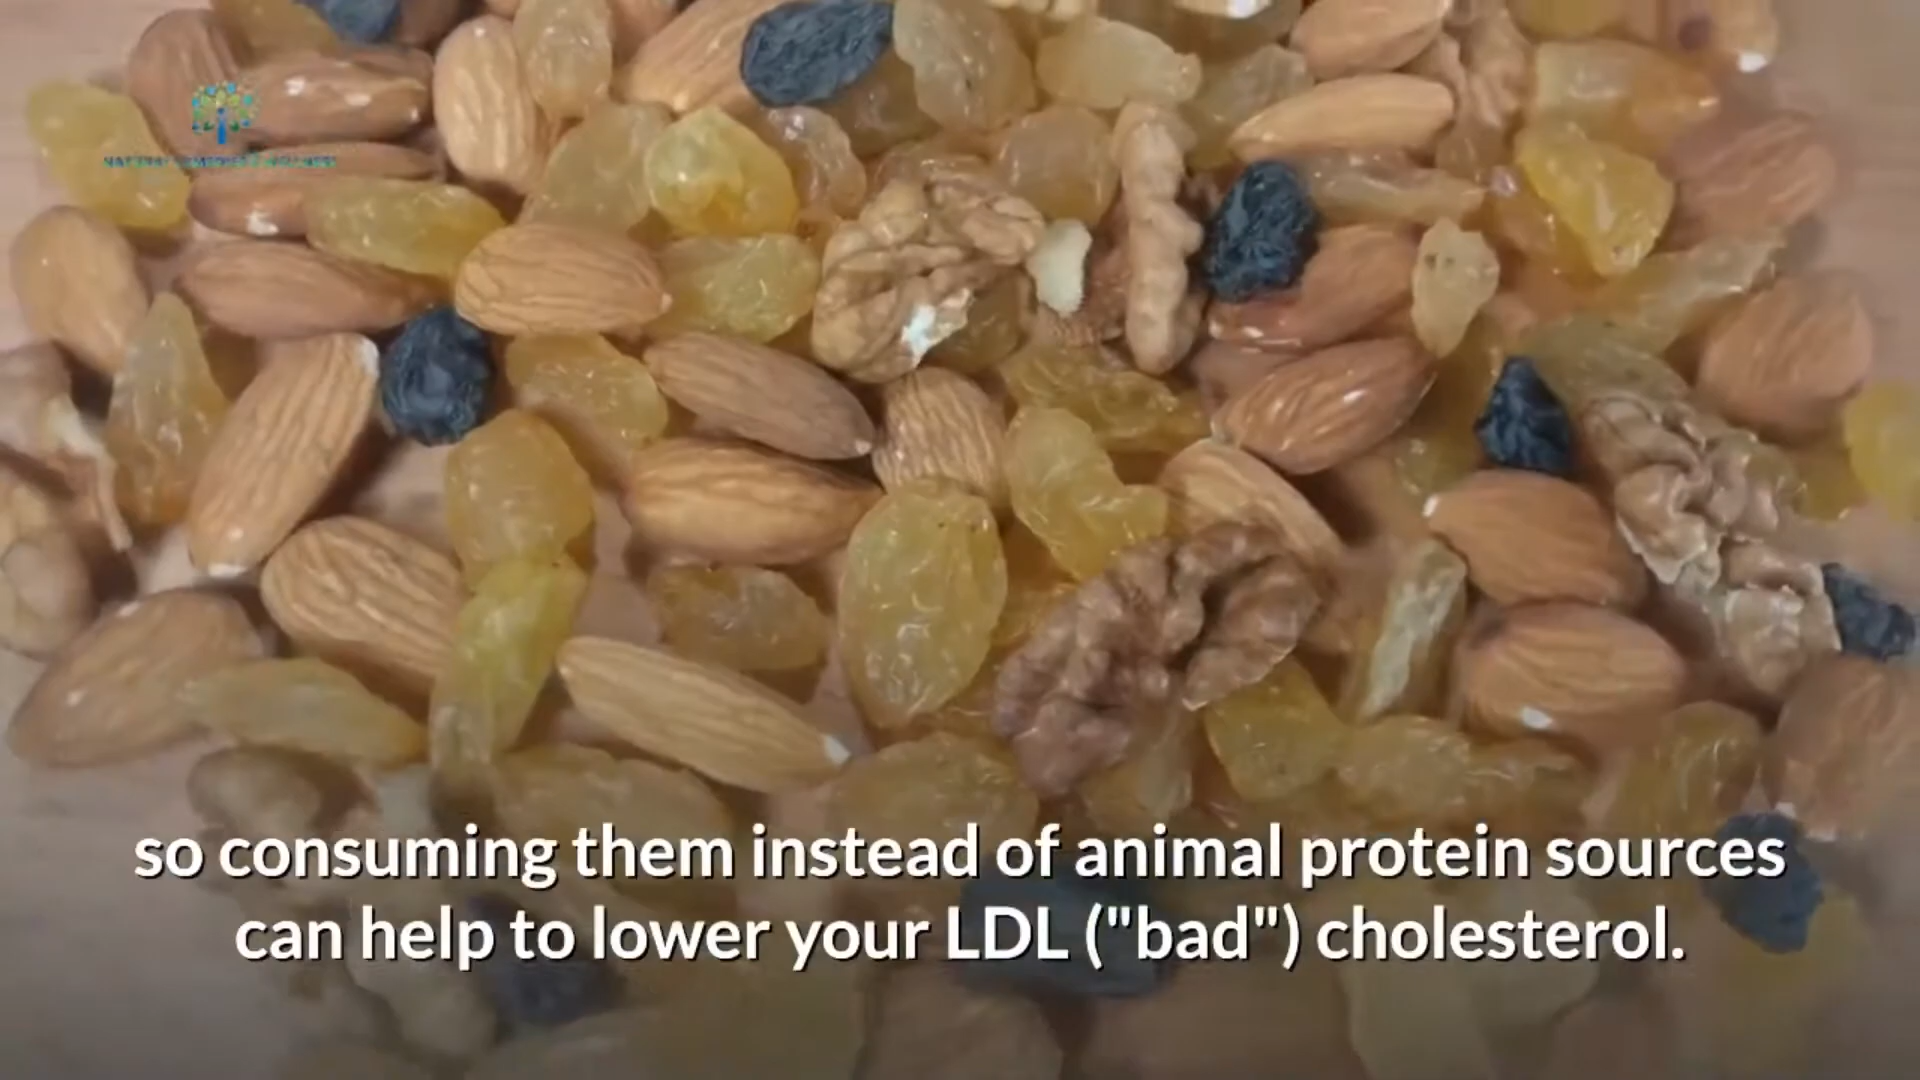 so consuming them instead of animal protein sources
can help to lower your LDL ("bad") cholesterol.